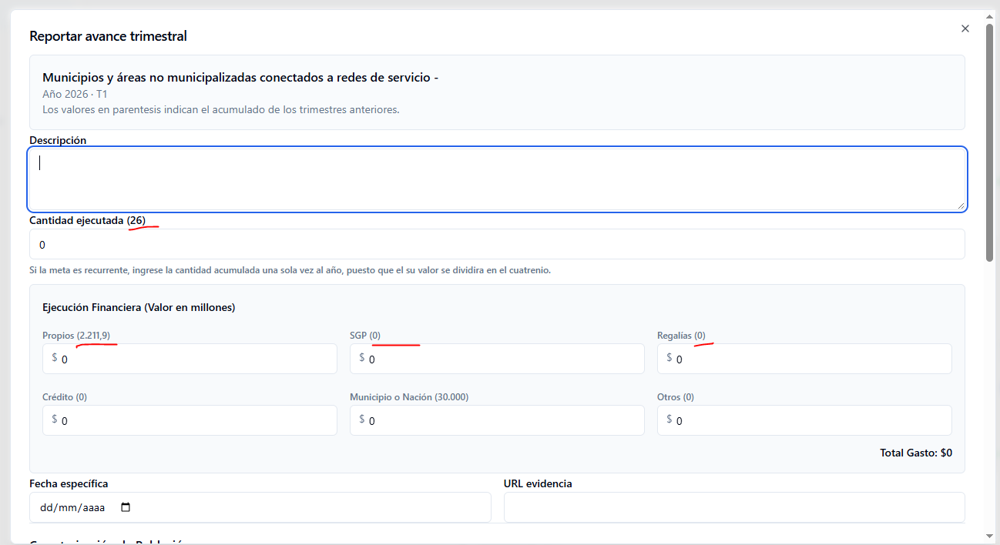 Reportar avance trimestral
Municipios y áreas no municipalizadas conectados a redes de servicio -
Año 2026 · T1
Los valores en parentesis indican el acumulado de los trimestres anteriores.
Descripción
Cantidad ejecutada (26)
0
Si la meta es recurrente, ingrese la cantidad acumulada una sola vez al año, puesto que el su valor se dividira en el cuatrenio.
Ejecución Financiera (Valor en millones)
Propios (2.211,9) SGP (0) Regalías (0)
$ 0 $ 0 $ 0
Crédito (0) Municipio o Nación (30.000) Otros (0)
$ 0 $ 0 $ 0
Total Gasto: $0
Fecha específica URL evidencia
dd/mm/aaaa